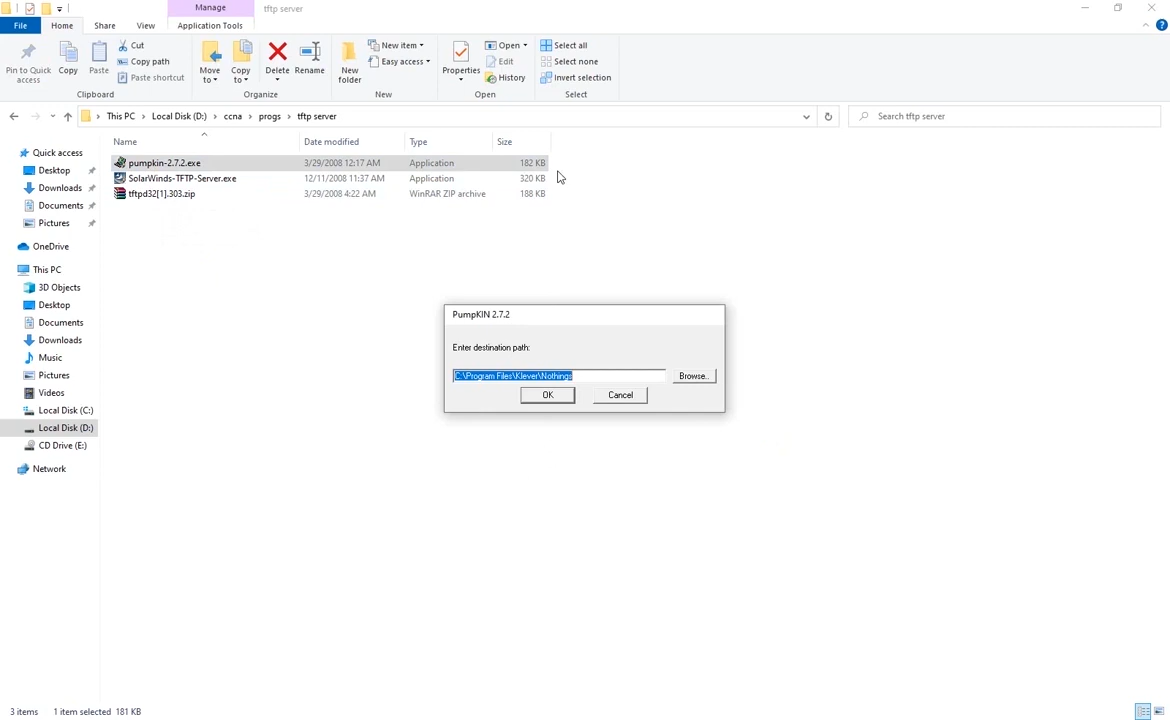 Manage
tftp server
File
Home
Share
View
Application Tools
Pin to Quick access
Copy
Paste
Cut
Copy path
Paste shortcut
Clipboard
Move to
Copy to
Delete
Rename
Organize
New folder
New item
Easy access
New
Properties
Open
Edit
History
Open
Select all
Select none
Invert selection
Select
This PC
Local Disk (D:)
ccna
progs
tftp server
Search tftp server
Name
Date modified
Type
Size
pumpkin-2.7.2.exe 3/29/2008 12:17 AM Application 182 KB
SolarWinds-TFTP-Server.exe 12/11/2008 11:37 AM Application 320 KB
tftpd32[1].303.zip 3/29/2008 4:22 AM WinRAR ZIP archive 188 KB
Quick access
Desktop
Downloads
Documents
Pictures
OneDrive
This PC
3D Objects
Desktop
Documents
Downloads
Music
Pictures
Videos
Local Disk (C:)
Local Disk (D:)
CD Drive (E:)
Network
PumpKIN 2.7.2
Enter destination path:
C:\Program Files\Klever\Nothings
Browse..
OK
Cancel
3 items
1 item selected 181 KB